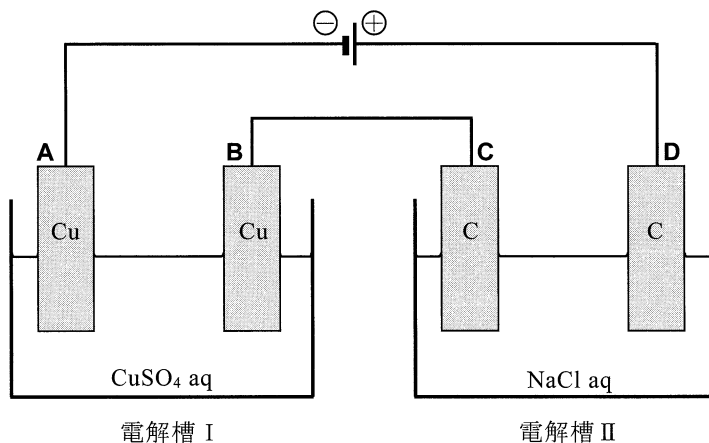 ⊖ ⊕
A B C D
Cu Cu C C
CuSO₄ aq NaCl aq
電解槽 I 電解槽 II